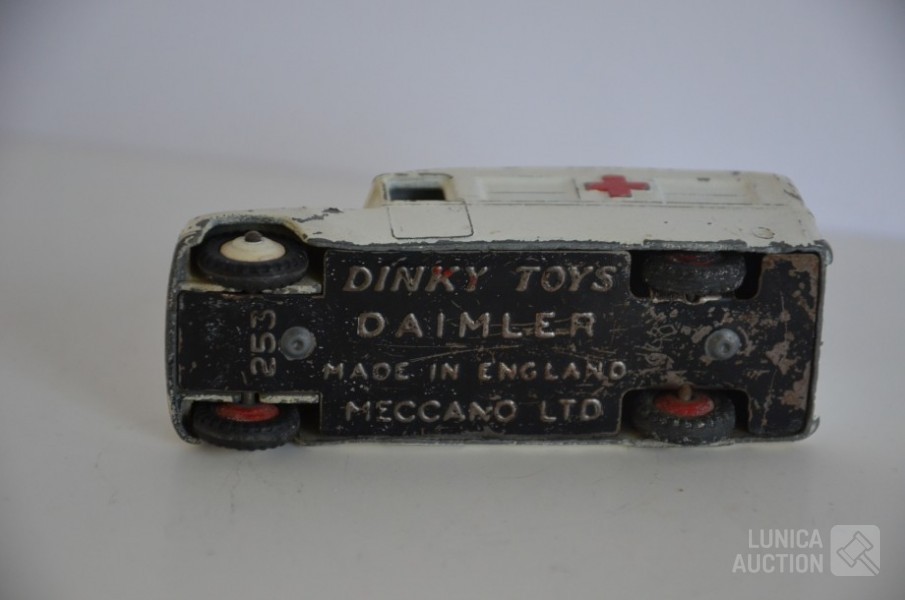 DINKY TOYS
DAIMLER
253
MADE IN ENGLAND
MECCANO LTD
LUNICA
AUCTION